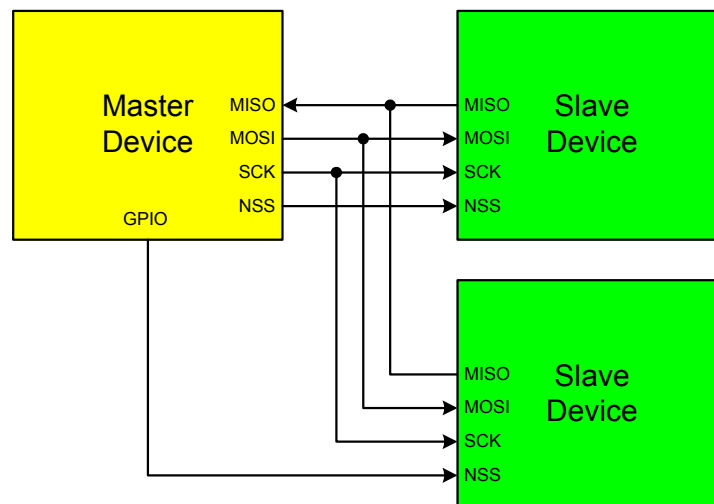 Master
Device
MISO
MOSI
SCK
NSS
GPIO
MISO
MOSI
SCK
NSS
Slave
Device
MISO
MOSI
SCK
NSS
Slave
Device